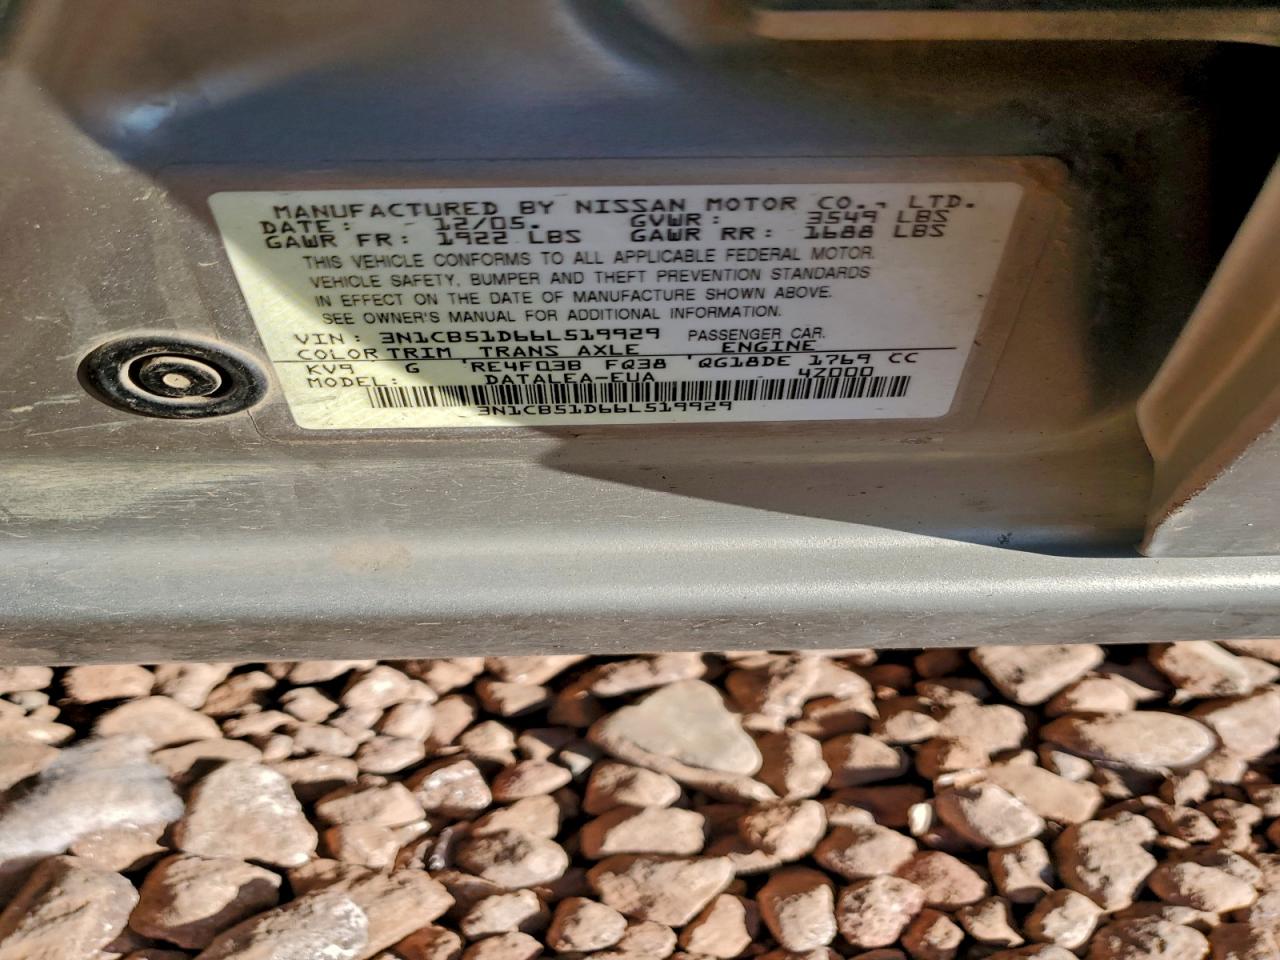 MANUFACTURED BY NISSAN MOTOR CO., LTD.
DATE: 12/05. GVWR: 3549 LBS
GAWR FR: 1922 LBS GAWR RR: 1688 LBS
THIS VEHICLE CONFORMS TO ALL APPLICABLE FEDERAL MOTOR
VEHICLE SAFETY, BUMPER AND THEFT PREVENTION STANDARDS
IN EFFECT ON THE DATE OF MANUFACTURE SHOWN ABOVE.
SEE OWNER'S MANUAL FOR ADDITIONAL INFORMATION.
VIN: 3N1CB51D66L519929 PASSENGER CAR.
COLOR TRIM TRANS AXLE ENGINE
KV9 G RE4F03B FQ38 QG18DE 1769 CC
MODEL: DATALEA-EUA 4Z000
3N1CB51D66L519929